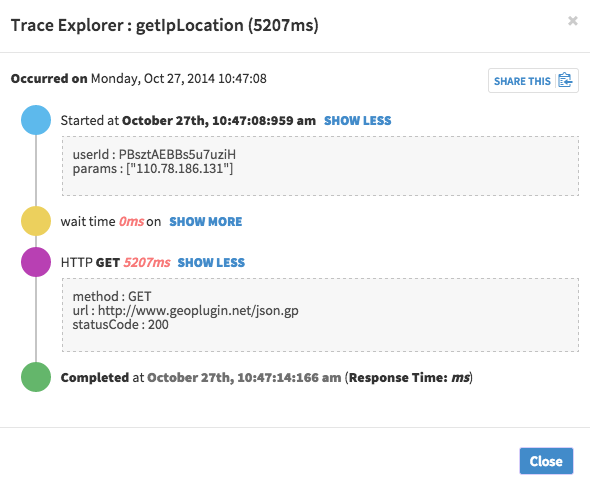 Trace Explorer : getIpLocation (5207ms)
×
Occurred on Monday, Oct 27, 2014 10:47:08
SHARE THIS
Started at October 27th, 10:47:08:959 am SHOW LESS
userId : PBsztAEBBs5u7uziH
params : ["110.78.186.131"]
wait time 0ms on SHOW MORE
HTTP GET 5207ms SHOW LESS
method : GET
url : http://www.geoplugin.net/json.gp
statusCode : 200
Completed at October 27th, 10:47:14:166 am (Response Time: ms)
Close